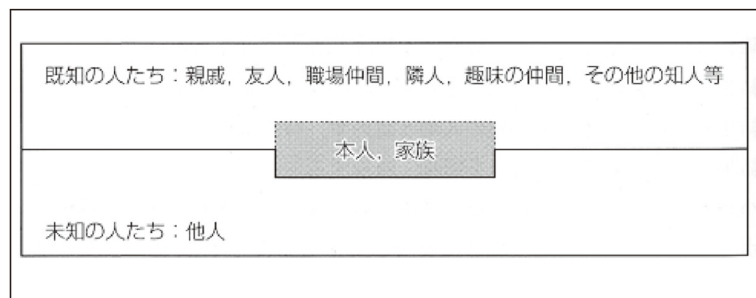 既知の人たち：親戚，友人，職場仲間，隣人，趣味の仲間，その他の知人等
本人，家族
未知の人たち：他人